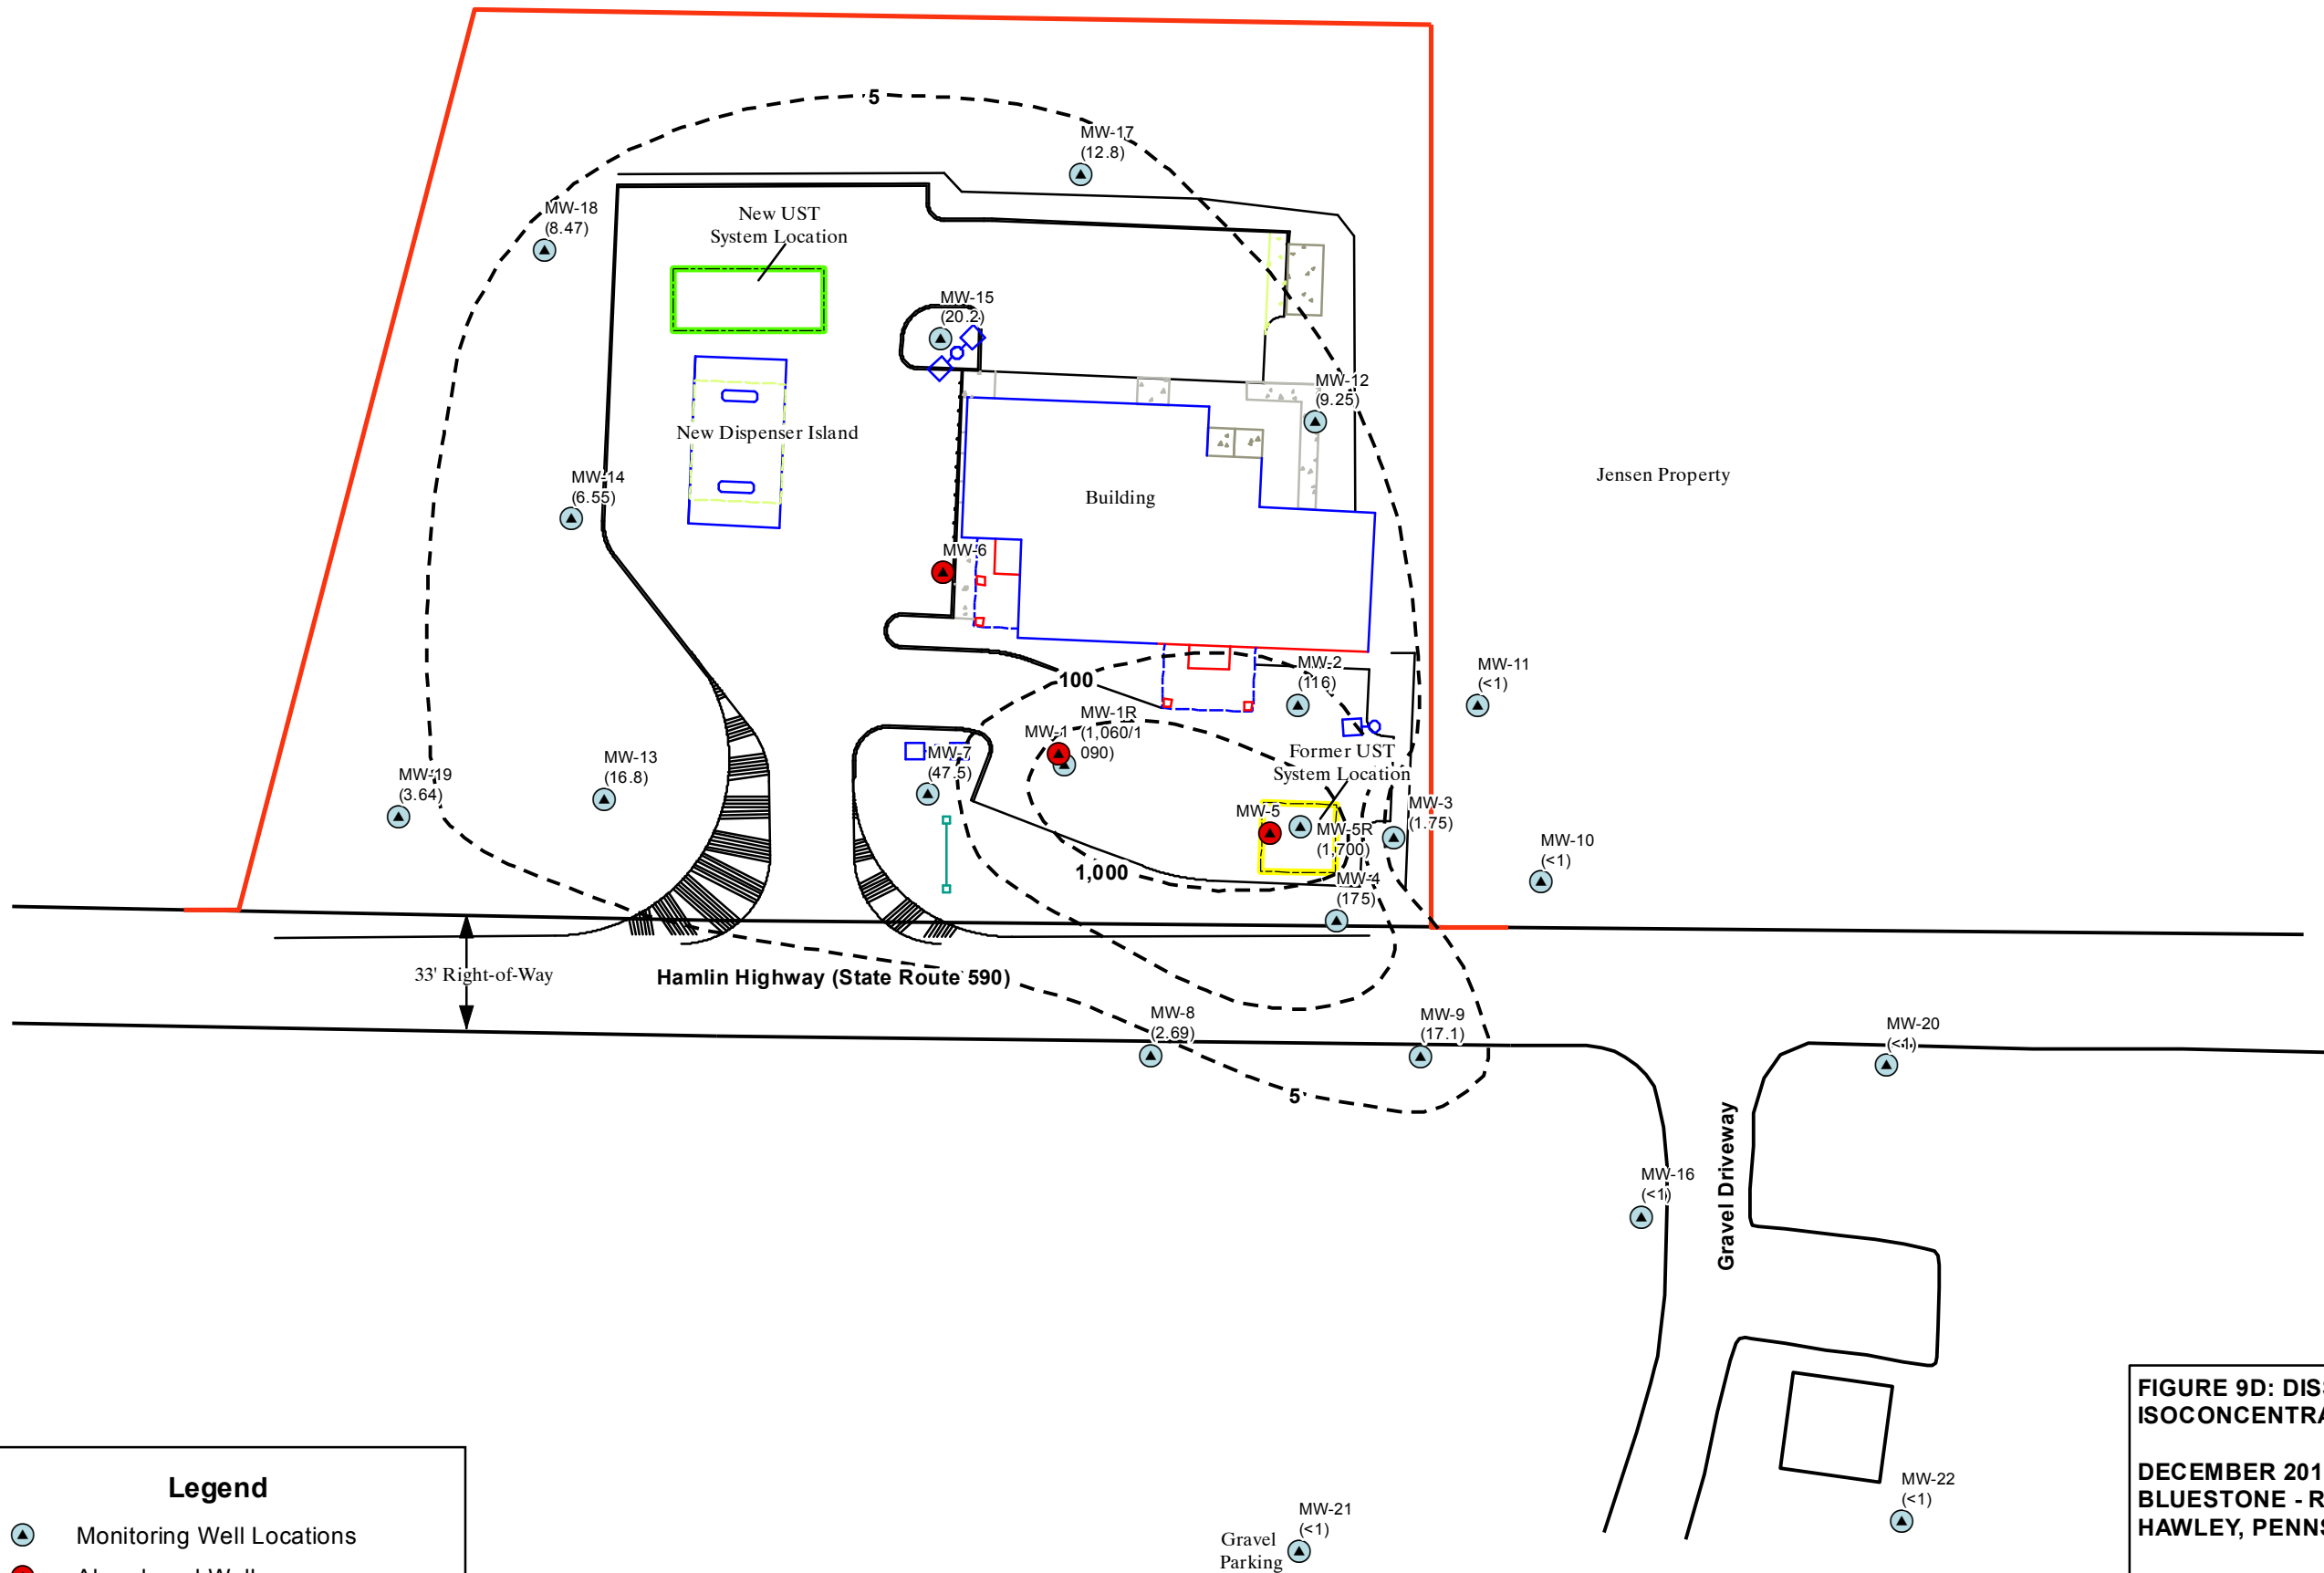 5
MW-17
(12.8)
MW-18
(8.47)
New UST
System Location
MW-15
(20.2)
MW-12
(9.25)
New Dispenser Island
MW-14
(6.55)
Building
Jensen Property
MW-6
MW-2
(116)
MW-11
(<1)
100
MW-1R
(1,060/1
090)
MW-1
MW-7
(47.5)
Former UST
System Location
MW-13
(16.8)
MW-19
(3.64)
MW-3
(1.75)
MW-5
MW-5R
(1,700)
MW-10
(<1)
1,000
MW-4
(175)
33' Right-of-Way
Hamlin Highway (State Route 590)
MW-8
(2.69)
MW-9
(17.1)
MW-20
(<1)
5
Gravel Driveway
MW-16
(<1)
FIGURE 9D:
DECEMBER
BLUESTONE -
HAWLEY,
Legend
Monitoring Well Locations
MW-22
(<1)
MW-21
(<1)
Gravel
Parking